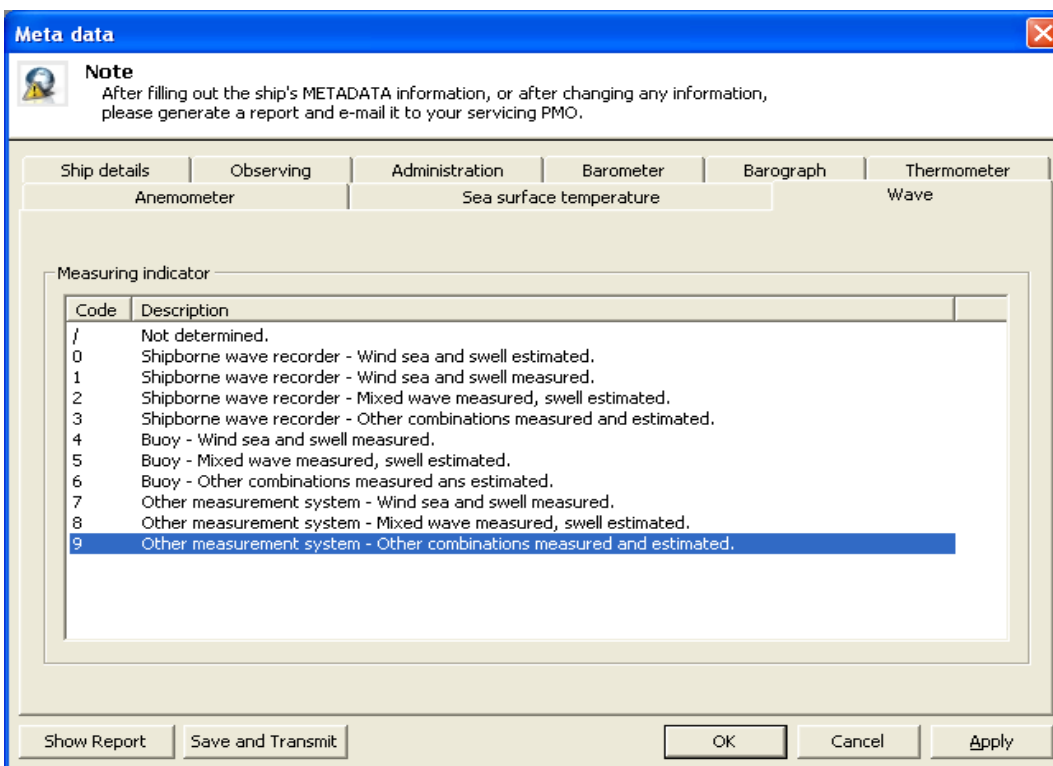 Meta data
Note
After filling out the ship's METADATA information, or after changing any information,
please generate a report and e-mail it to your servicing PMO.
Ship details Observing Administration Barometer Barograph Thermometer
Anemometer Sea surface temperature Wave
Measuring indicator
Code Description
/ Not determined.
0 Shipborne wave recorder - Wind sea and swell estimated.
1 Shipborne wave recorder - Wind sea and swell measured.
2 Shipborne wave recorder - Mixed wave measured, swell estimated.
3 Shipborne wave recorder - Other combinations measured and estimated.
4 Buoy - Wind sea and swell measured.
5 Buoy - Mixed wave measured, swell estimated.
6 Buoy - Other combinations measured ans estimated.
7 Other measurement system - Wind sea and swell measured.
8 Other measurement system - Mixed wave measured, swell estimated.
9 Other measurement system - Other combinations measured and estimated.
Show Report Save and Transmit OK Cancel Apply